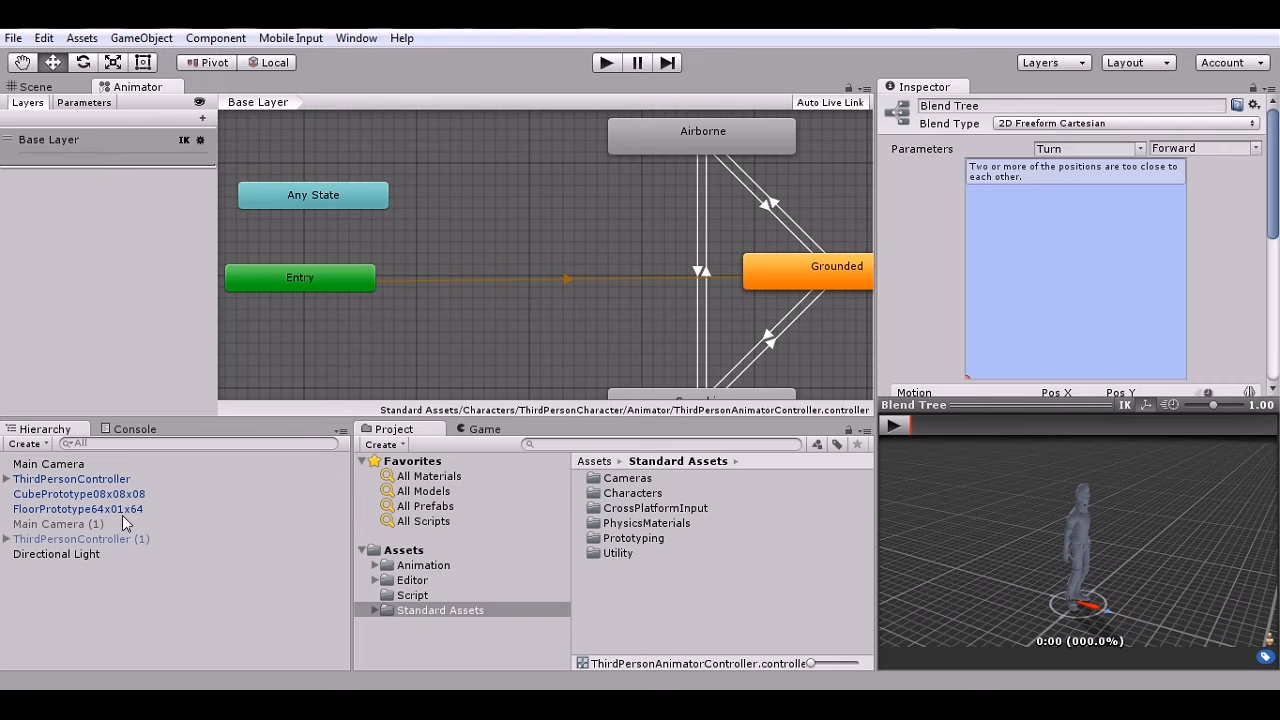 File Edit Assets GameObject Component Mobile Input Window Help
Pivot Local Layers Layout Account
Scene Animator Inspector
Layers Parameters Base Layer Auto Live Link
Base Layer IK
Airborne
Any State
Entry
Grounded
Standard Assets/Characters/ThirdPersonCharacter/Animator/ThirdPersonAnimatorController.controller
Blend Tree
Blend Type 2D Freeform Cartesian
Parameters Turn Forward
Two or more of the positions are too close to
each other.
Motion Pos X Pos Y
Blend Tree IK 1.00
0:00 (000.0%)
Hierarchy Console
Create All
Main Camera
ThirdPersonController
CubePrototype08x08x08
FloorPrototype64x01x64
Main Camera (1)
ThirdPersonController (1)
Directional Light
Project Game
Create
Favorites
All Materials
All Models
All Prefabs
All Scripts
Assets
Animation
Editor
Script
Standard Assets
Assets Standard Assets
Cameras
Characters
CrossPlatformInput
PhysicsMaterials
Prototyping
Utility
ThirdPersonAnimatorController.controlle